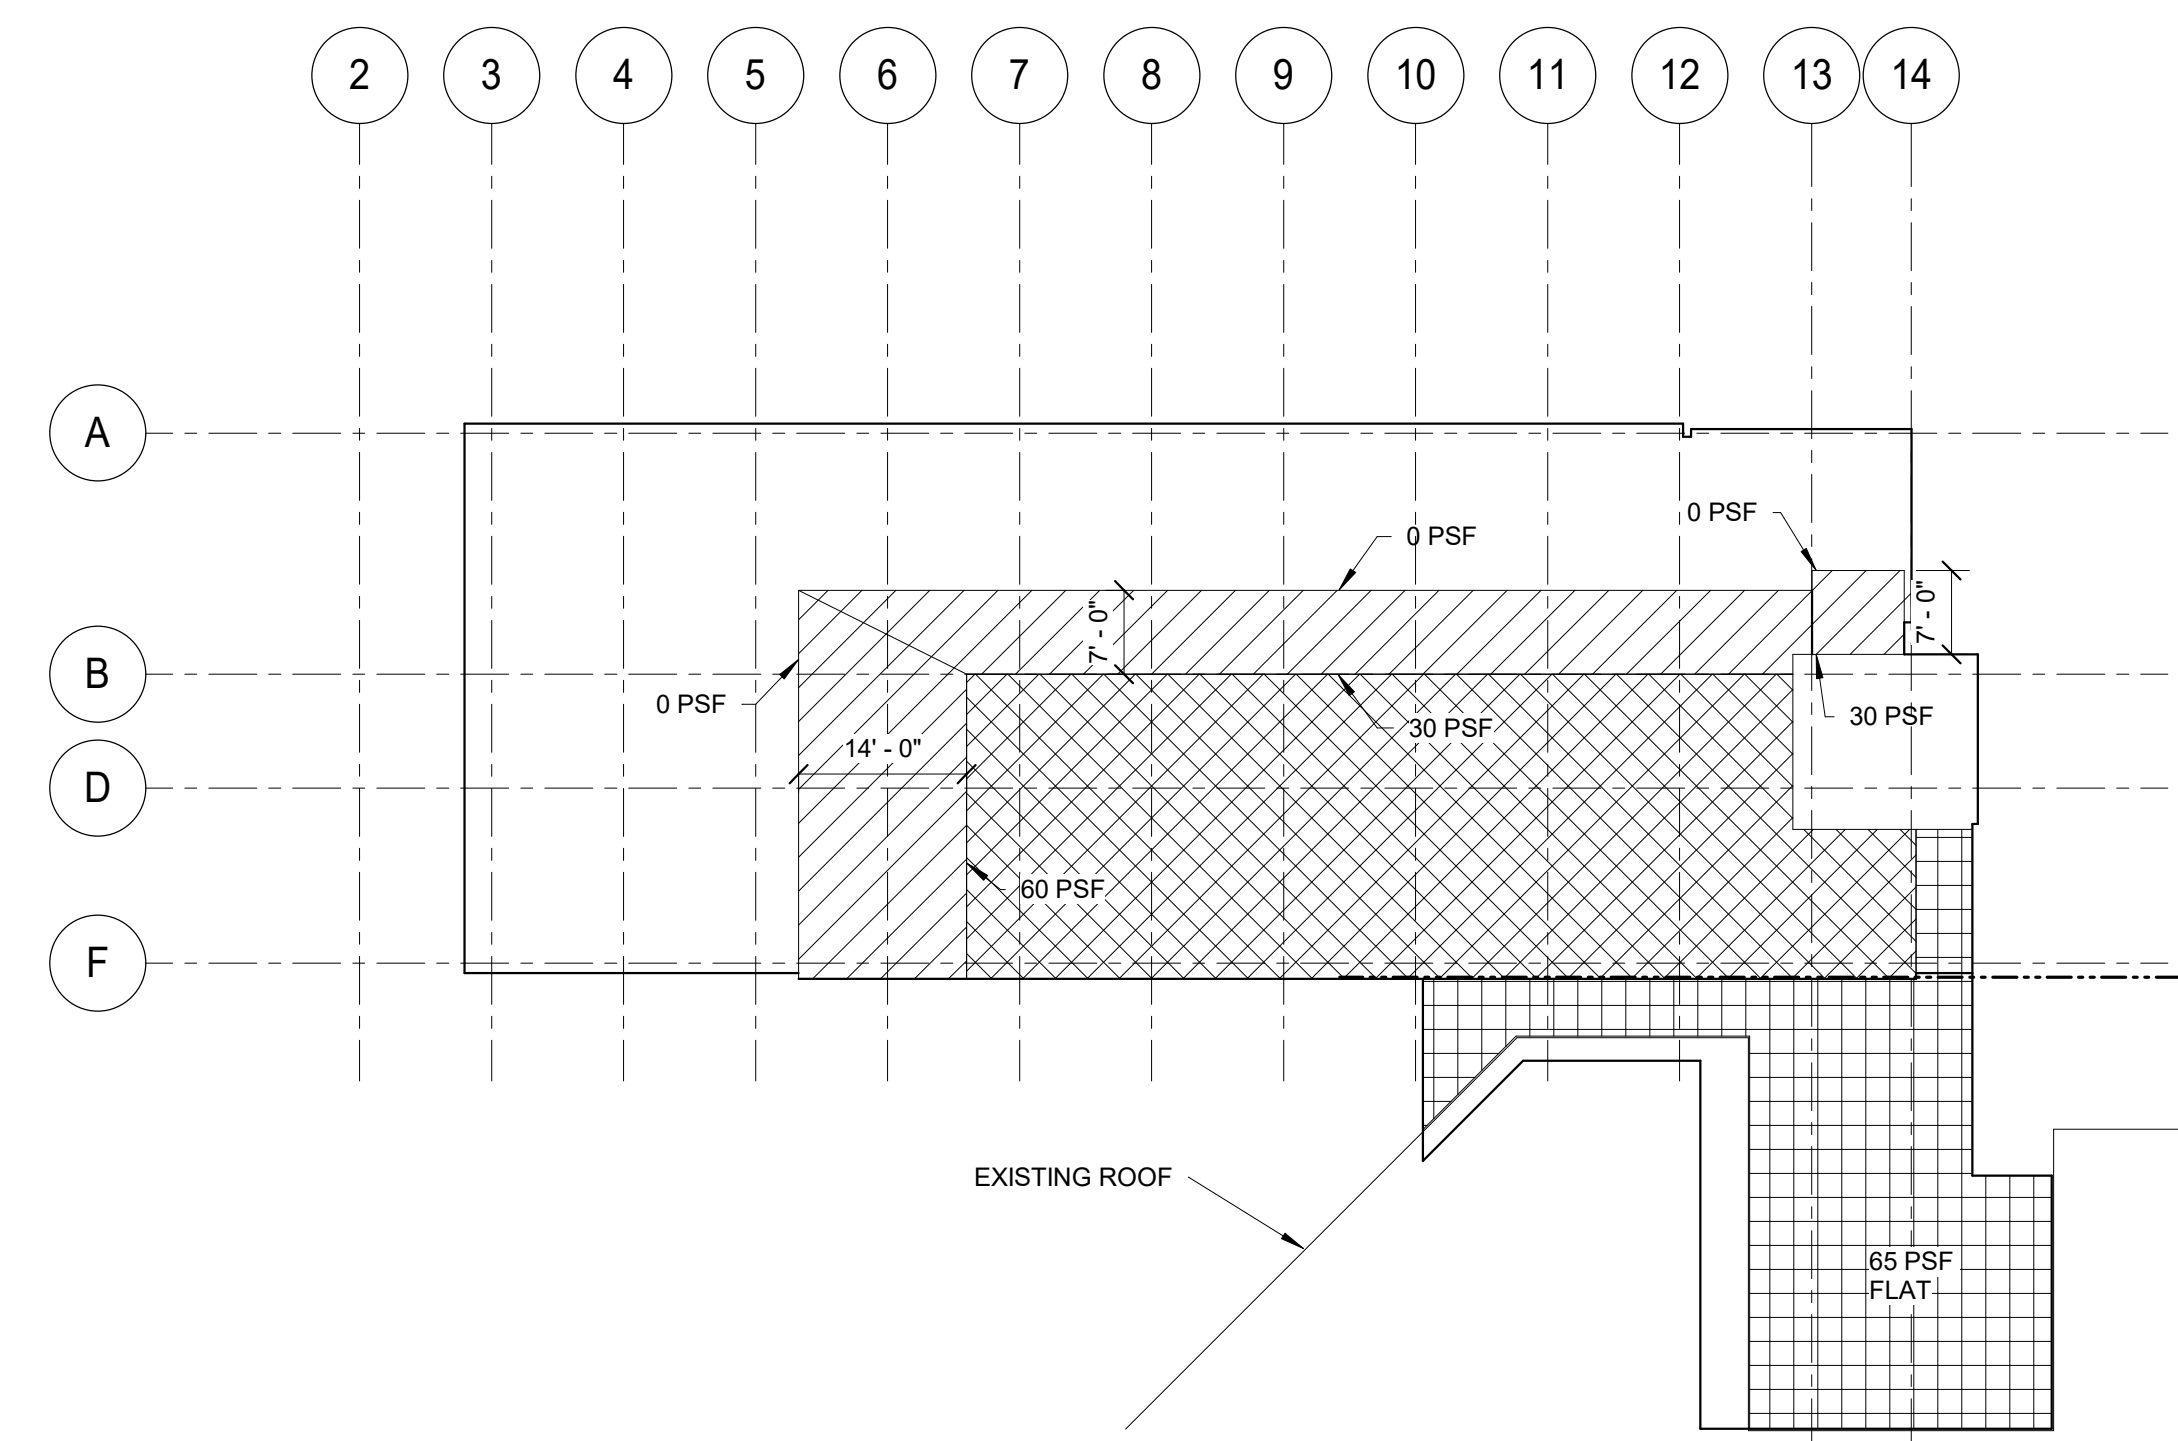 2 3 4 5 6 7 8 9 10 11 12 13 14
A
0 PSF
0 PSF
7' - 0"
7' - 0"
B
0 PSF
30 PSF
30 PSF
14' - 0"
D
60 PSF
F
EXISTING ROOF
65 PSF
FLAT